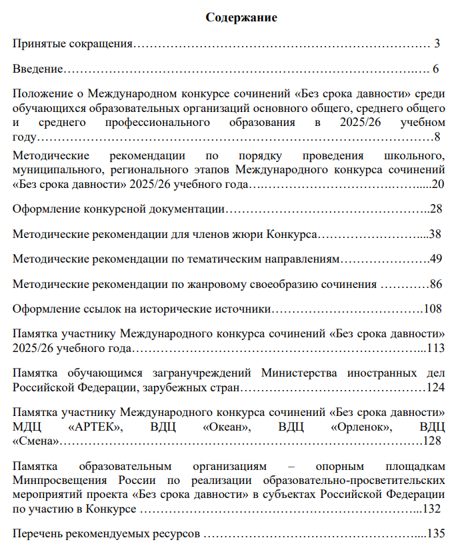 Содержание
Принятые сокращения………………………………………………… 3
Введение…………………………………………………………….… 6
Положение о Международном конкурсе сочинений «Без срока давности» среди
обучающихся образовательных организаций основного общего, среднего общего
и среднего профессионального образования в 2025/26 учебном
году……………………………………………………………………8
Методические рекомендации по порядку проведения школьного,
муниципального, регионального этапов Международного конкурса сочинений
«Без срока давности» 2025/26 учебного года…………………………...20
Оформление конкурсной документации………………………………..28
Методические рекомендации для членов жюри Конкурса………………....38
Методические рекомендации по тематическим направлениям……………..49
Методические рекомендации по жанровому своеобразию сочинения ………86
Оформление ссылок на исторические источники………………………..108
Памятка участнику Международного конкурса сочинений «Без срока давности»
2025/26 учебного года………………………………………………...113
Памятка обучающимся загранучреждений Министерства иностранных дел
Российской Федерации, зарубежных стран……………………………124
Памятка участнику Международного конкурса сочинений «Без срока давности»
МДЦ «АРТЕК», ВДЦ «Океан», ВДЦ «Орленок», ВДЦ
«Смена»……………………………………………………………128
Памятка образовательным организациям – опорным площадкам
Минпросвещения России по реализации образовательно-просветительских
мероприятий проекта «Без срока давности» в субъектах Российской Федерации
по участию в Конкурсе ………………………………………………...132
Перечень рекомендуемых ресурсов …………………………………....135